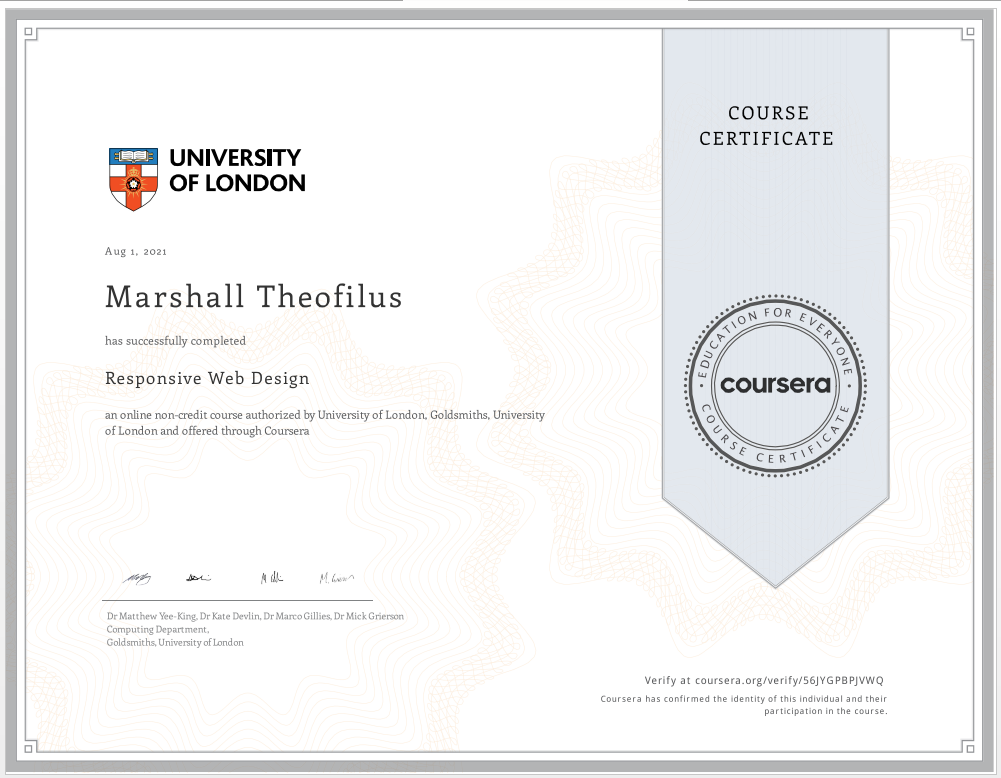 COURSE
CERTIFICATE
UNIVERSITY
OF LONDON
Aug 1, 2021
Marshall Theofilus
has successfully completed
Responsive Web Design
an online non-credit course authorized by University of London, Goldsmiths, University
of London and offered through Coursera
EDUCATION FOR EVERYONE
coursera
COURSE CERTIFICATE
Dr Matthew Yee-King, Dr Kate Devlin, Dr Marco Gillies, Dr Mick Grierson
Computing Department,
Goldsmiths, University of London
Verify at coursera.org/verify/56JYGPBPJVWQ
Coursera has confirmed the identity of this individual and their
participation in the course.